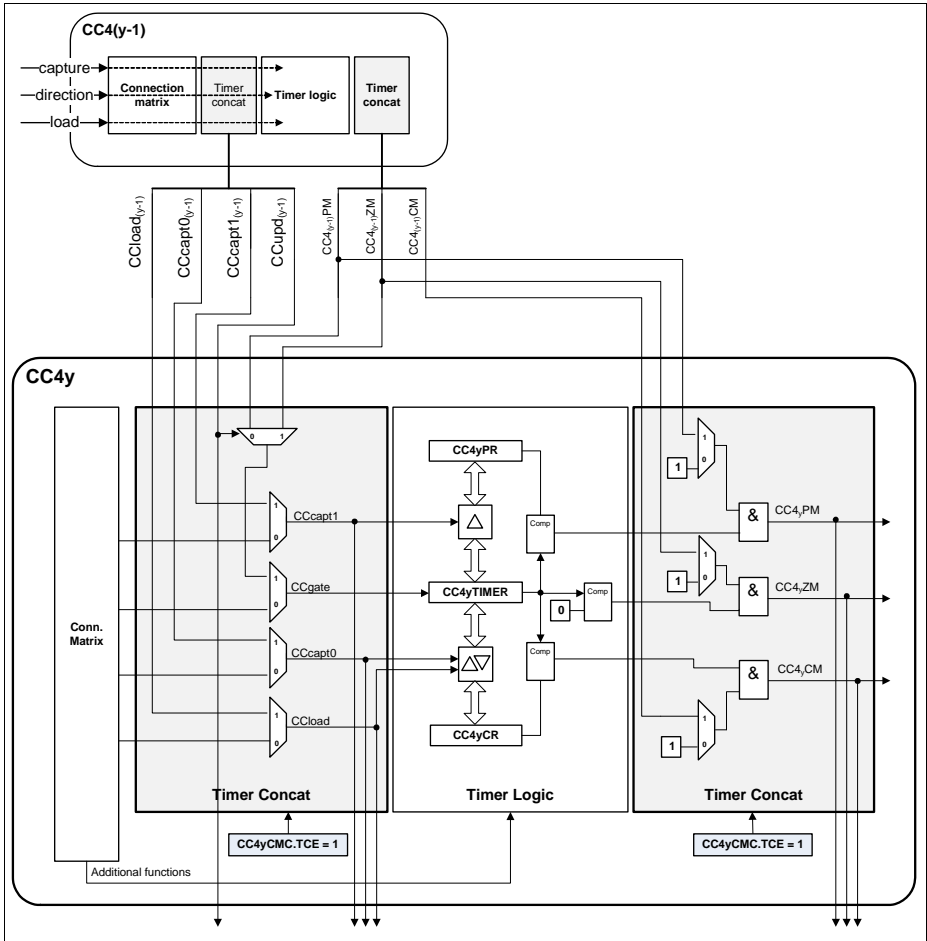 CC4(y-1)
capture
direction
load
Connection
matrix
Timer
concat
Timer logic
Timer
concat
CCload(y-1)
CCcapt0(y-1)
CCcapt1(y-1)
CCupd(y-1)
CC4(y-1)PM
CC4(y-1)ZM
CC4(y-1)CM
CC4y
Conn.
Matrix
0 1
1
0
CCcapt1
1
0
CCgate
1
0
CCcapt0
1
0
CCload
Timer Concat
CC4yCMC.TCE = 1
Additional functions
CC4yPR
Comp
CC4yTIMER
Comp
0
Comp
CC4yCR
Timer Logic
1
0
1
&
CC4yPM
1
0
1
&
CC4yZM
&
CC4yCM
1
0
1
Timer Concat
CC4yCMC.TCE = 1